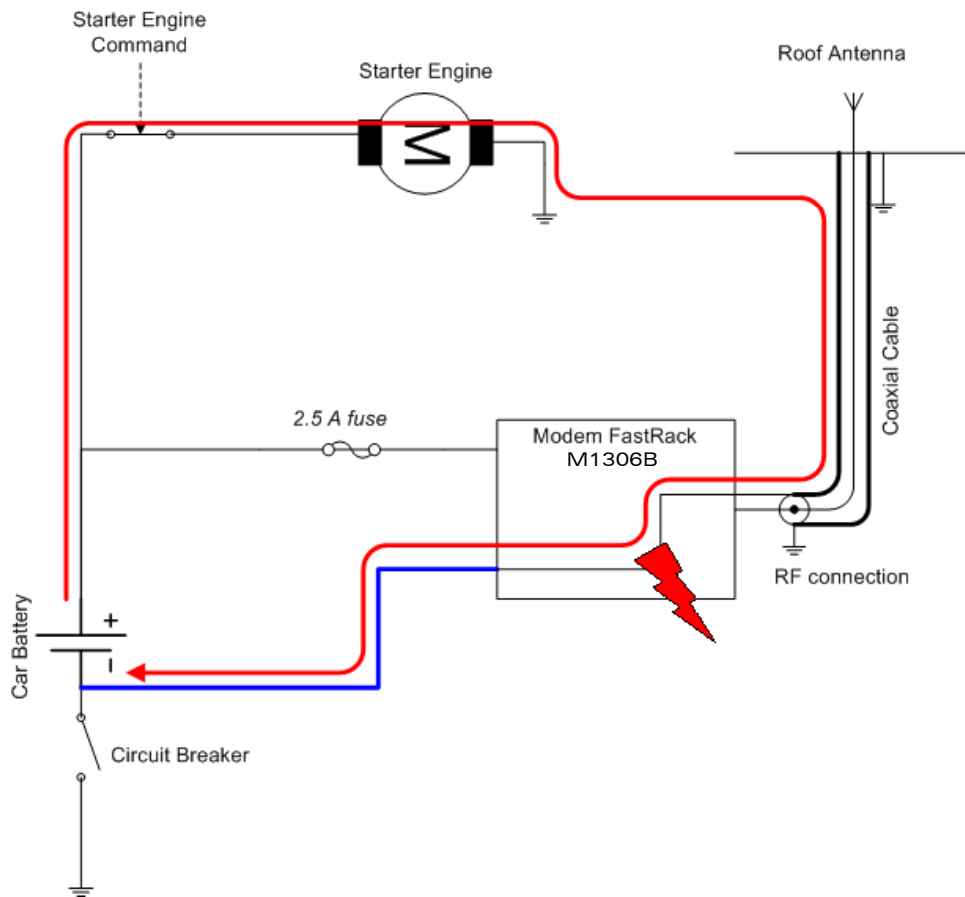 Starter Engine
Command
Starter Engine
Roof Antenna
Coaxial Cable
2.5 A fuse
Modem FastRack
M1306B
M
RF connection
Car Battery
+
–
Circuit Breaker